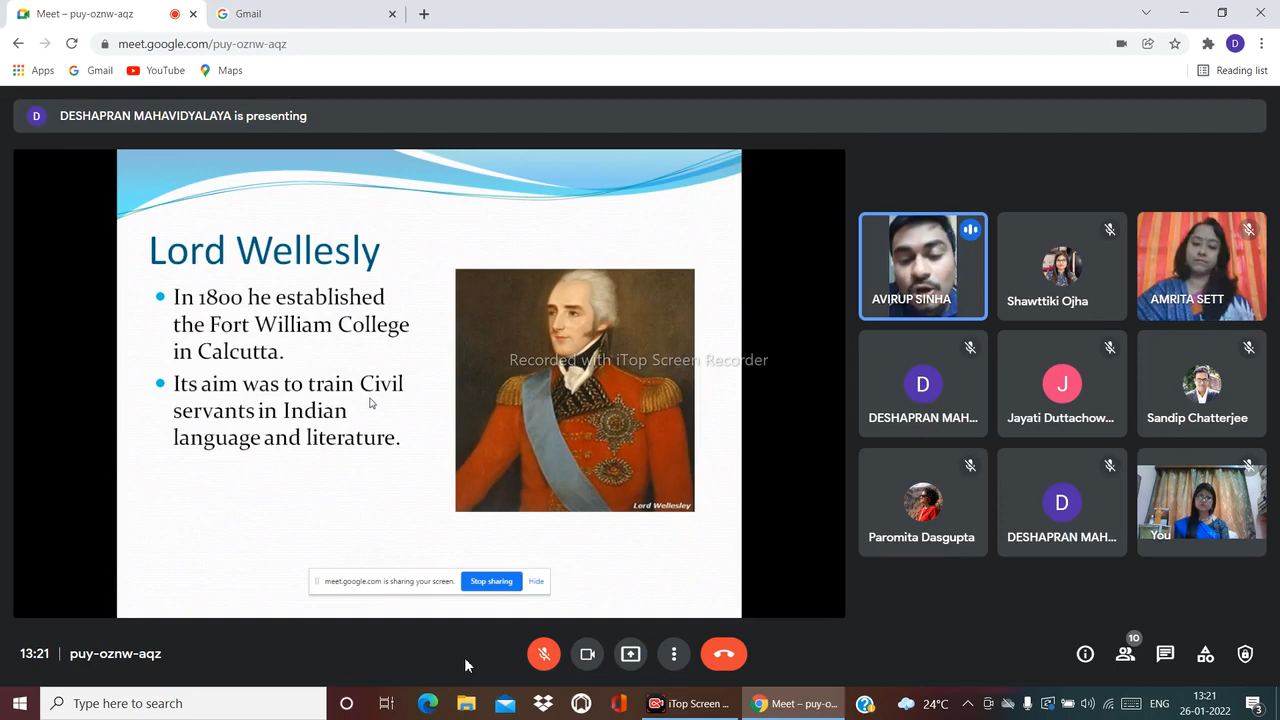 Meet – puy-oznw-aqz
Gmail
meet.google.com/puy-oznw-aqz
D
Apps
Gmail
YouTube
Maps
Reading list
D
DESHAPRAN MAHAVIDYALAYA is presenting
Lord Wellesly
In 1800 he established
the Fort William College
in Calcutta.
Its aim was to train Civil
servants in Indian
language and literature.
Recorded with iTop Screen Recorder
Lord Wellesley
meet.google.com is sharing your screen.
Stop sharing
Hide
AVIRUP SINHA
Shawttiki Ojha
AMRITA SETT
D
DESHAPRAN MAH...
J
Jayati Duttachow...
Sandip Chatterjee
Paromita Dasgupta
D
DESHAPRAN MAH...
You
13:21
puy-oznw-aqz
10
Type here to search
iTop Screen ...
Meet – puy-o...
24°C
ENG
13:21
26-01-2022
3